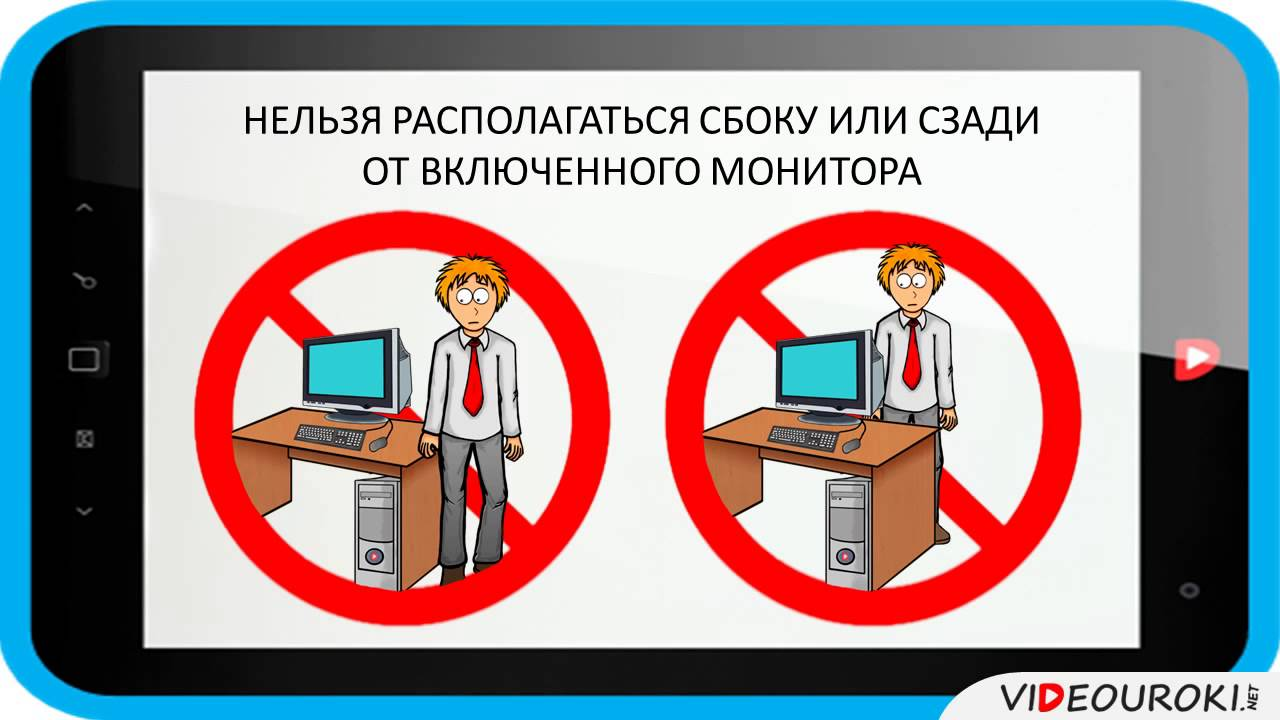 НЕЛЬЗЯ РАСПОЛАГАТЬСЯ СБОКУ ИЛИ СЗАДИ
ОТ ВКЛЮЧЕННОГО МОНИТОРА
VIDEOUROKI.NET